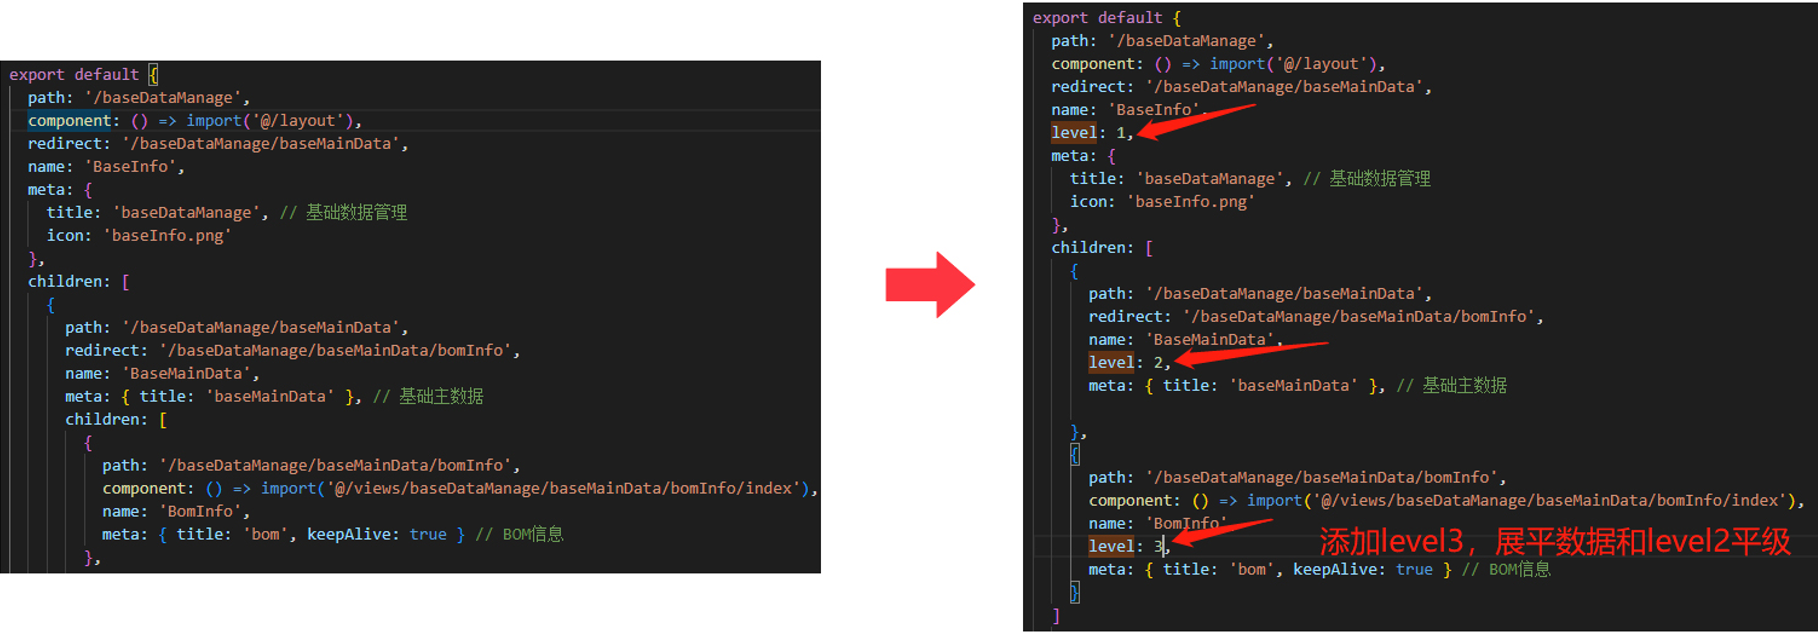 export default {
path: '/baseDataManage',
component: () => import('@/layout'),
redirect: '/baseDataManage/baseMainData',
name: 'BaseInfo',
meta: {
title: 'baseDataManage', // 基础数据管理
icon: 'baseInfo.png'
},
children: [
{
path: '/baseDataManage/baseMainData',
redirect: '/baseDataManage/baseMainData/bomInfo',
name: 'BaseMainData',
meta: { title: 'baseMainData' }, // 基础主数据
children: [
{
path: '/baseDataManage/baseMainData/bomInfo',
component: () => import('@/views/baseDataManage/baseMainData/bomInfo/index'),
name: 'BomInfo',
meta: { title: 'bom', keepAlive: true } // BOM信息
},
export default {
path: '/baseDataManage',
component: () => import('@/layout'),
redirect: '/baseDataManage/baseMainData',
name: 'BaseInfo',
level: 1,
meta: {
title: 'baseDataManage', // 基础数据管理
icon: 'baseInfo.png'
},
children: [
{
path: '/baseDataManage/baseMainData',
redirect: '/baseDataManage/baseMainData/bomInfo',
name: 'BaseMainData',
level: 2,
meta: { title: 'baseMainData' }, // 基础主数据
},
{
path: '/baseDataManage/baseMainData/bomInfo',
component: () => import('@/views/baseDataManage/baseMainData/bomInfo/index'),
name: 'BomInfo'
level: 3,
添加level3，展平数据和level2平级
meta: { title: 'bom', keepAlive: true } // BOM信息
}
]